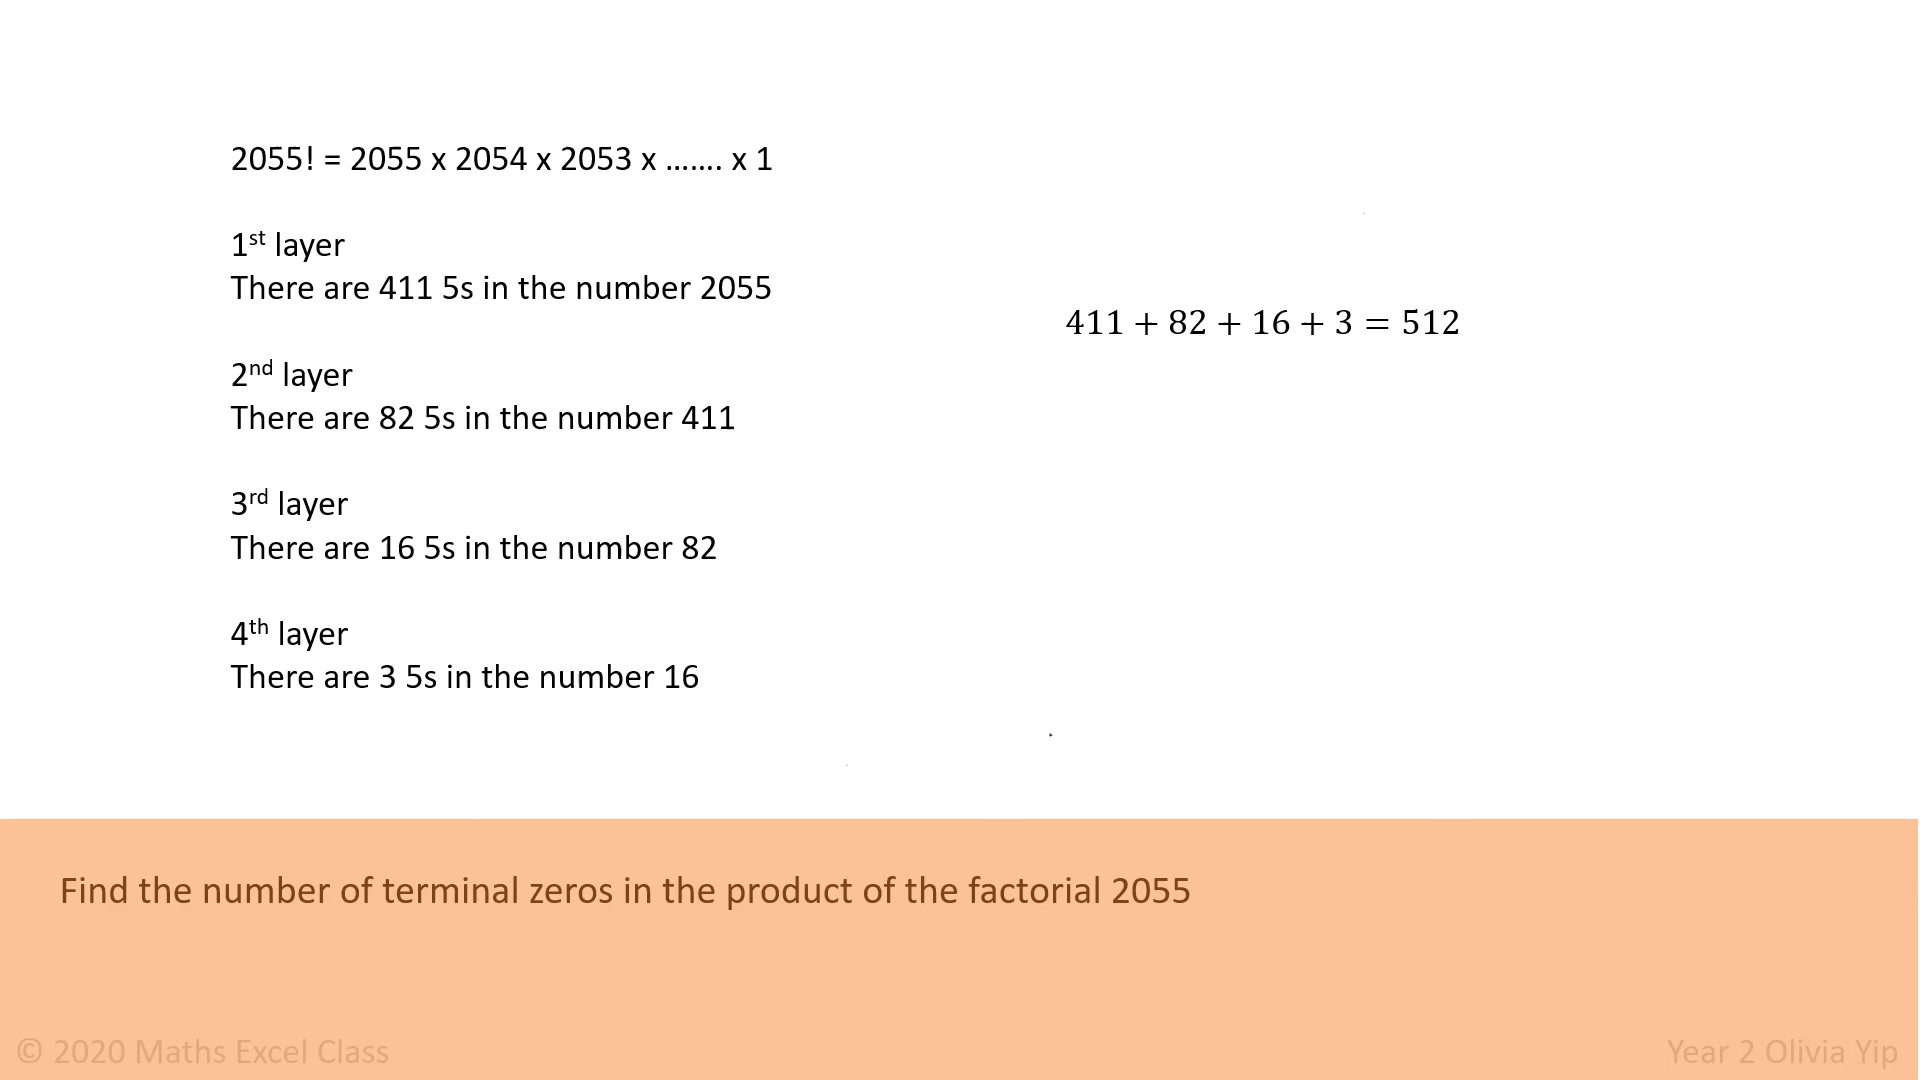 2055! = 2055 x 2054 x 2053 x ....... x 1
1st layer
There are 411 5s in the number 2055
2nd layer
There are 82 5s in the number 411
3rd layer
There are 16 5s in the number 82
4th layer
There are 3 5s in the number 16
411 + 82 + 16 + 3 = 512
Find the number of terminal zeros in the product of the factorial 2055
© 2020 Maths Excel Class
Year 2 Olivia Yip